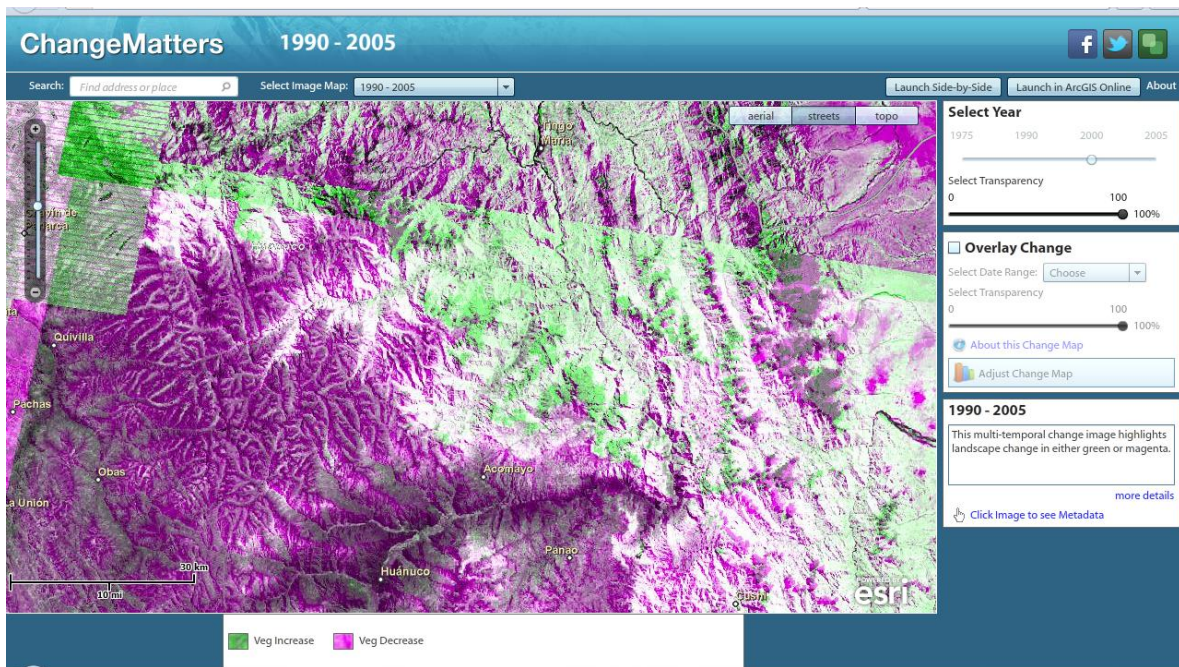 ChangeMatters
1990 - 2005
f
Search:
Find address or place
Select Image Map:
1990 - 2005
Launch Side-by-Side
Launch in ArcGIS Online
About
aerial
streets
topo
Tingo
Maria
Quivilla
Pachas
Obas
La Unión
Acomayo
Panao
Huánuco
30 km
10 mi
POWERED BY
esri
Select Year
1975 1990 2000 2005
Select Transparency
0 100
100%
Overlay Change
Select Date Range: Choose
Select Transparency
0 100
100%
About this Change Map
Adjust Change Map
1990 - 2005
This multi-temporal change image highlights
landscape change in either green or magenta.
more details
Click Image to see Metadata
Veg Increase
Veg Decrease